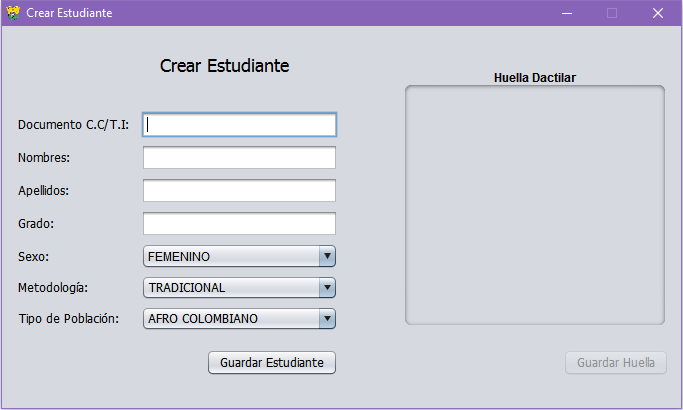 Crear Estudiante
Crear Estudiante
Huella Dactilar
Documento C.C/T.I:
Nombres:
Apellidos:
Grado:
Sexo: FEMENINO
Metodología: TRADICIONAL
Tipo de Población: AFRO COLOMBIANO
Guardar Estudiante
Guardar Huella